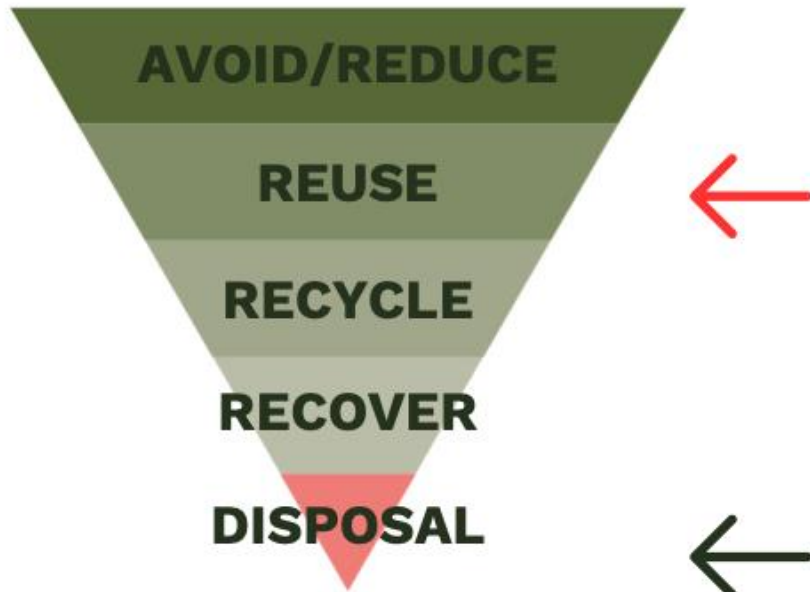 AVOID/REDUCE
REUSE
RECYCLE
RECOVER
DISPOSAL